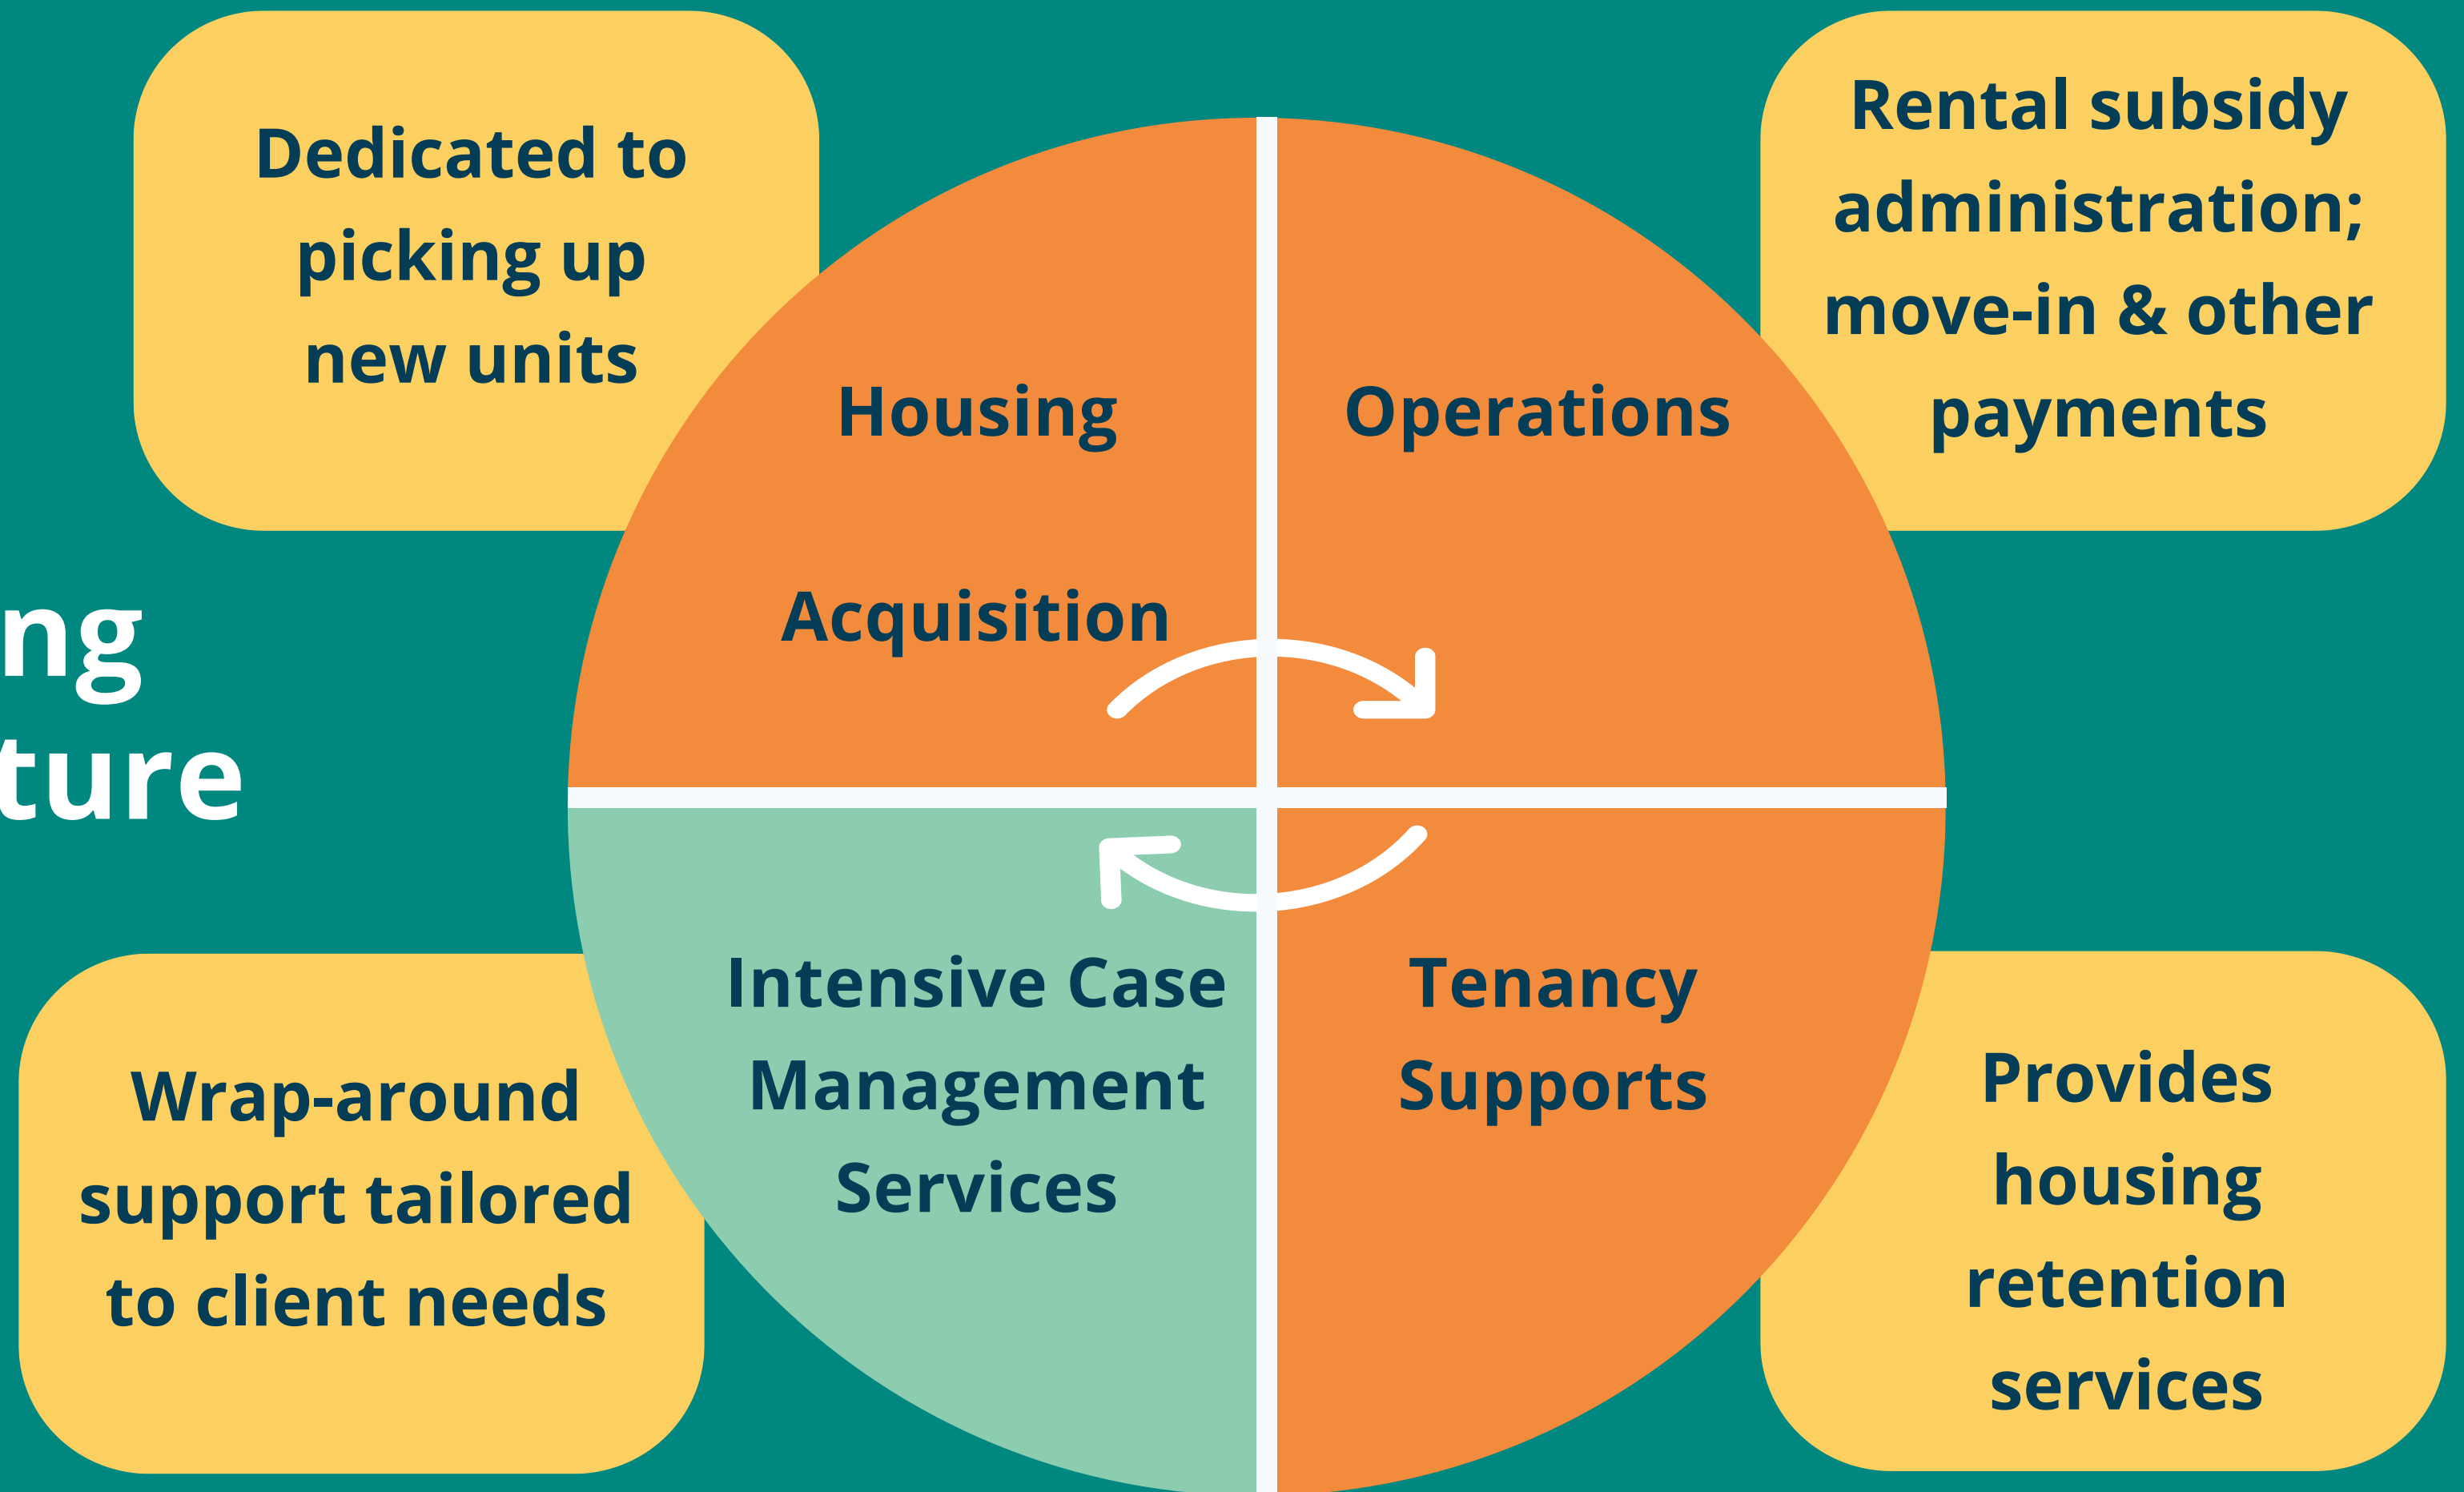 Dedicated to
picking up
new units
Rental subsidy
administration;
move-in & other
payments
Housing
Acquisition
Operations
ng
ture
Intensive Case
Management
Services
Tenancy
Supports
Wrap-around
support tailored
to client needs
Provides
housing
retention
services